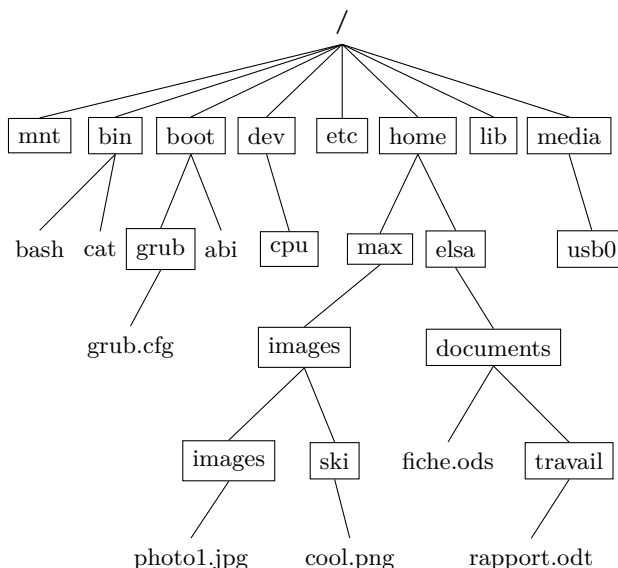 /
mnt bin boot dev etc home lib media
bash cat grub abi cpu max elsa usb0
grub.cfg images documents
images ski fiche.ods travail
photo1.jpg cool.png rapport.odt